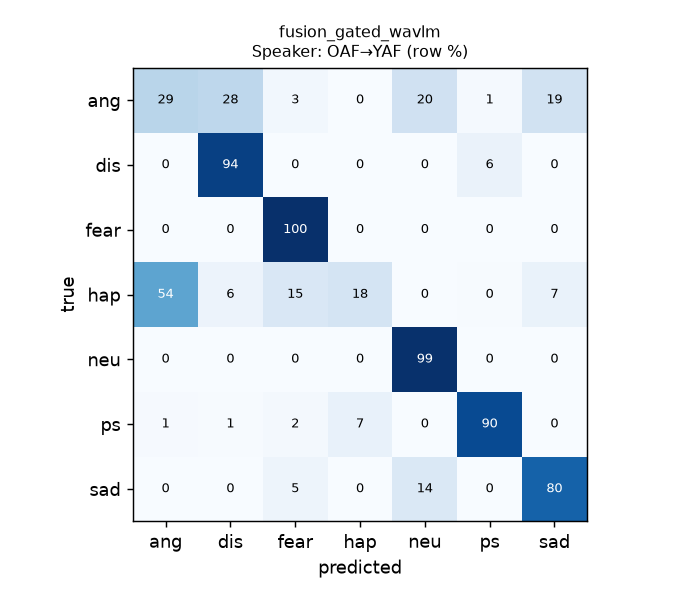 fusion_gated_wavlm
Speaker: OAF→YAF (row %)
ang 29 28 3 0 20 1 19
dis 0 94 0 0 0 6 0
fear 0 0 100 0 0 0 0
true
hap 54 6 15 18 0 0 7
neu 0 0 0 0 99 0 0
ps 1 1 2 7 0 90 0
sad 0 0 5 0 14 0 80
ang dis fear hap neu ps sad
predicted